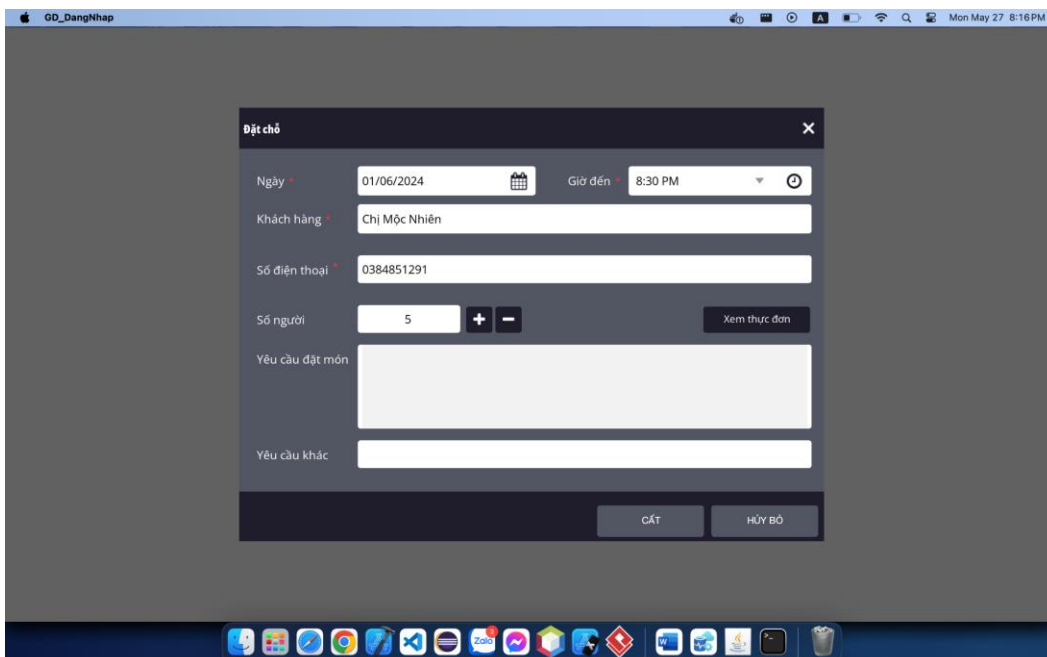 GD_DangNhap
A
Mon May 27 8:16 PM
Đặt chỗ
Ngày * 01/06/2024 Giờ đến * 8:30 PM
Khách hàng * Chị Mộc Nhiên
Số điện thoại * 0384851291
Số người 5 Xem thực đơn
Yêu cầu đặt món
Yêu cầu khác
CẤT HỦY BỎ
Zalo
W